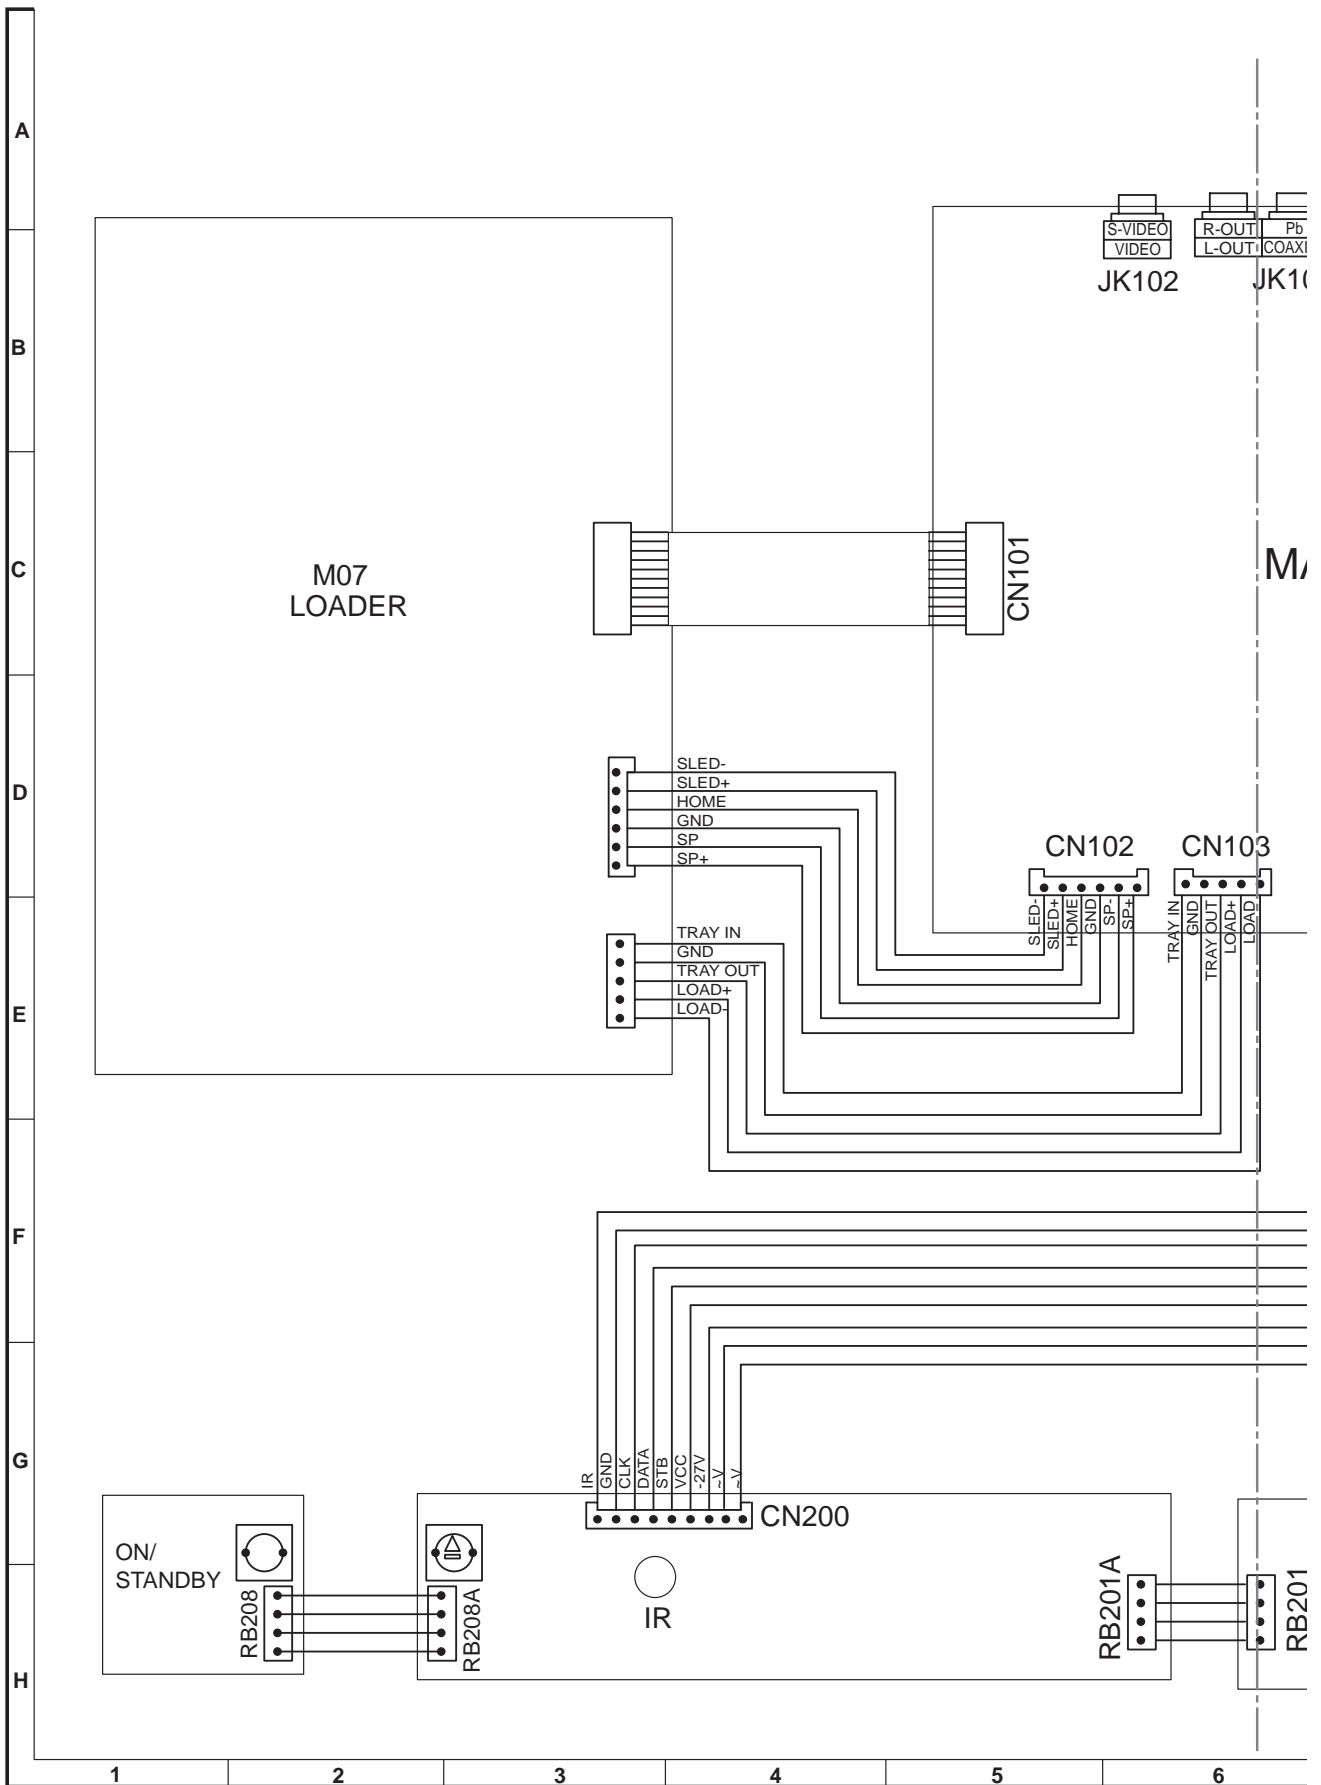 A
S-VIDEO
VIDEO
R-OUT
L-OUT
Pb
JK102
B
M07
LOADER
CN101
C
SLED-
SLED+
HOME
GND
SP
SP+
D
CN102
CN103
SLED-
SLED+
HOME
GND
SP-
SP+
TRAY IN
GND
TRAY OUT
LOAD+
LOAD
TRAY IN
GND
TRAY OUT
LOAD+
LOAD-
E
F
IR
GND
CLK
DATA
STB
VCC
-27V
~V
~V
G
CN200
ON/
STANDBY
RB208
RB208A
IR
RB201A
RB201
H
1 2 3 4 5 6